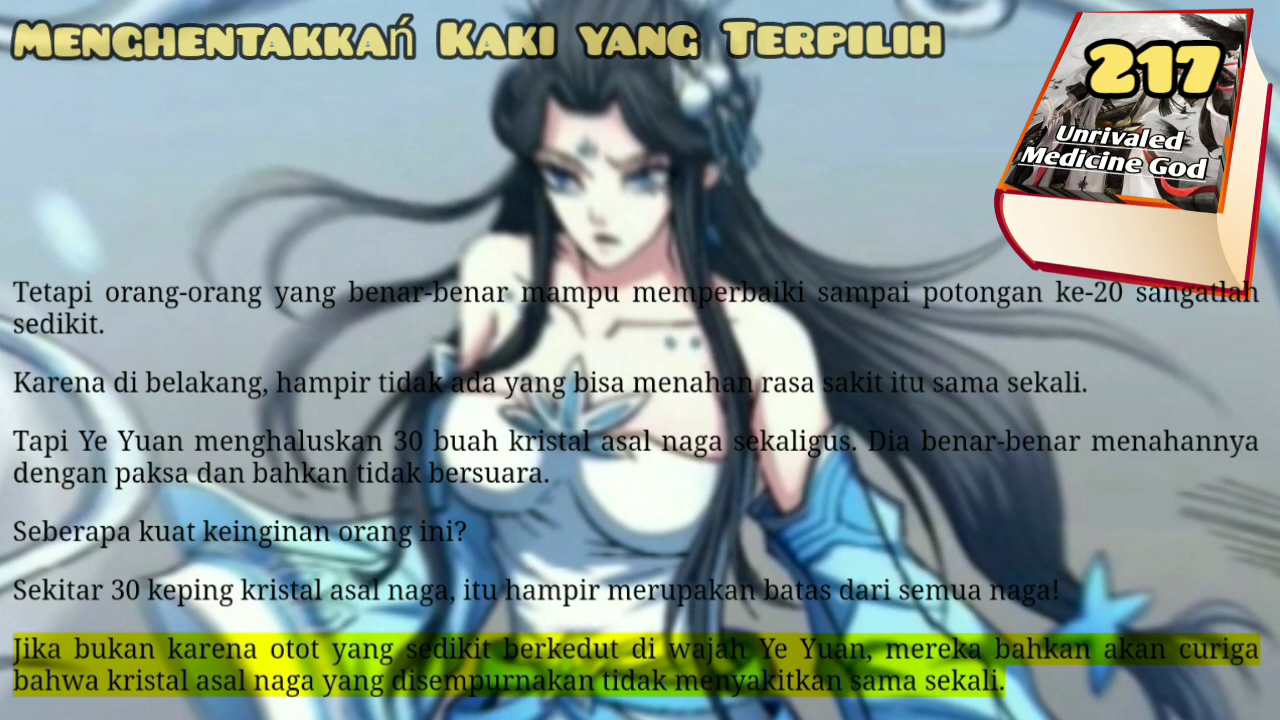 Menghentakkań Kaki yang Terpilih
217
Unrivaled
Medicine God
Tetapi orang-orang yang benar-benar mampu memperbaiki sampai potongan ke-20 sangatlah
sedikit.
Karena di belakang, hampir tidak ada yang bisa menahan rasa sakit itu sama sekali.
Tapi Ye Yuan menghaluskan 30 buah kristal asal naga sekaligus. Dia benar-benar menahannya
dengan paksa dan bahkan tidak bersuara.
Seberapa kuat keinginan orang ini?
Sekitar 30 keping kristal asal naga, itu hampir merupakan batas dari semua naga!
Jika bukan karena otot yang sedikit berkedut di wajah Ye Yuan, mereka bahkan akan curiga
bahwa kristal asal naga yang disempurnakan tidak menyakitkan sama sekali.